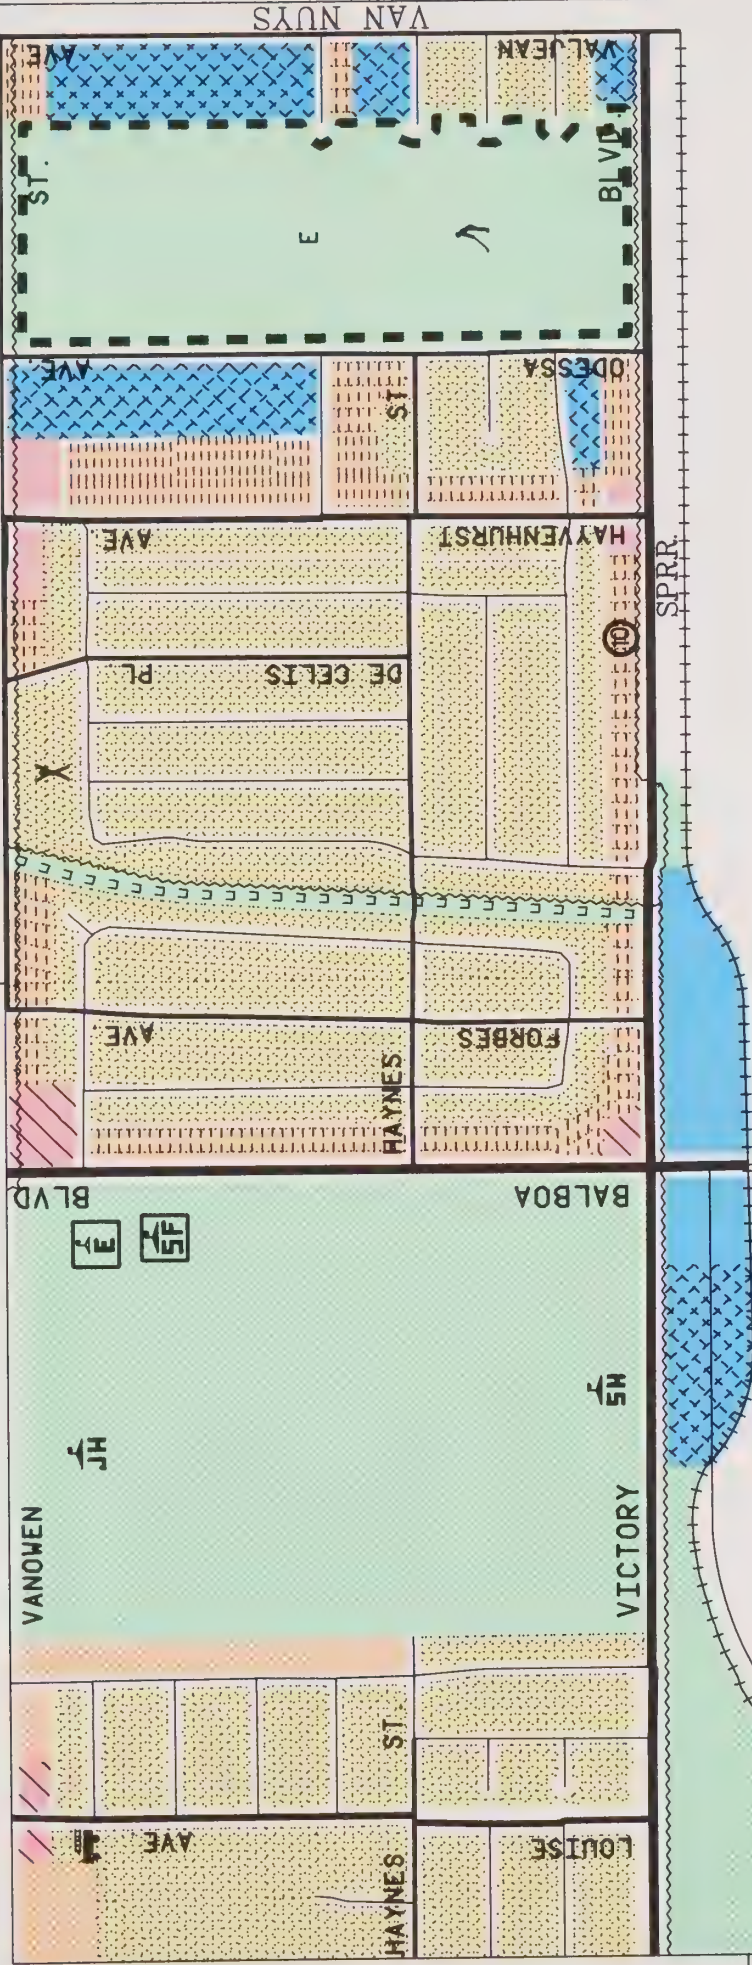 VAN NUYS
AVE
VALJEAN
ST.
BLVD.
E
AVE.
ODESSA
ST.
AVE.
HAYVENHURST
SPRR
10
PL
DE CELIS
AVE.
FORBES
HAYNES
BLVD
BALBOA
E
SF
JH
SH
VANOWEN
VICTORY
ST.
AVE
LOUISE
HAYNES